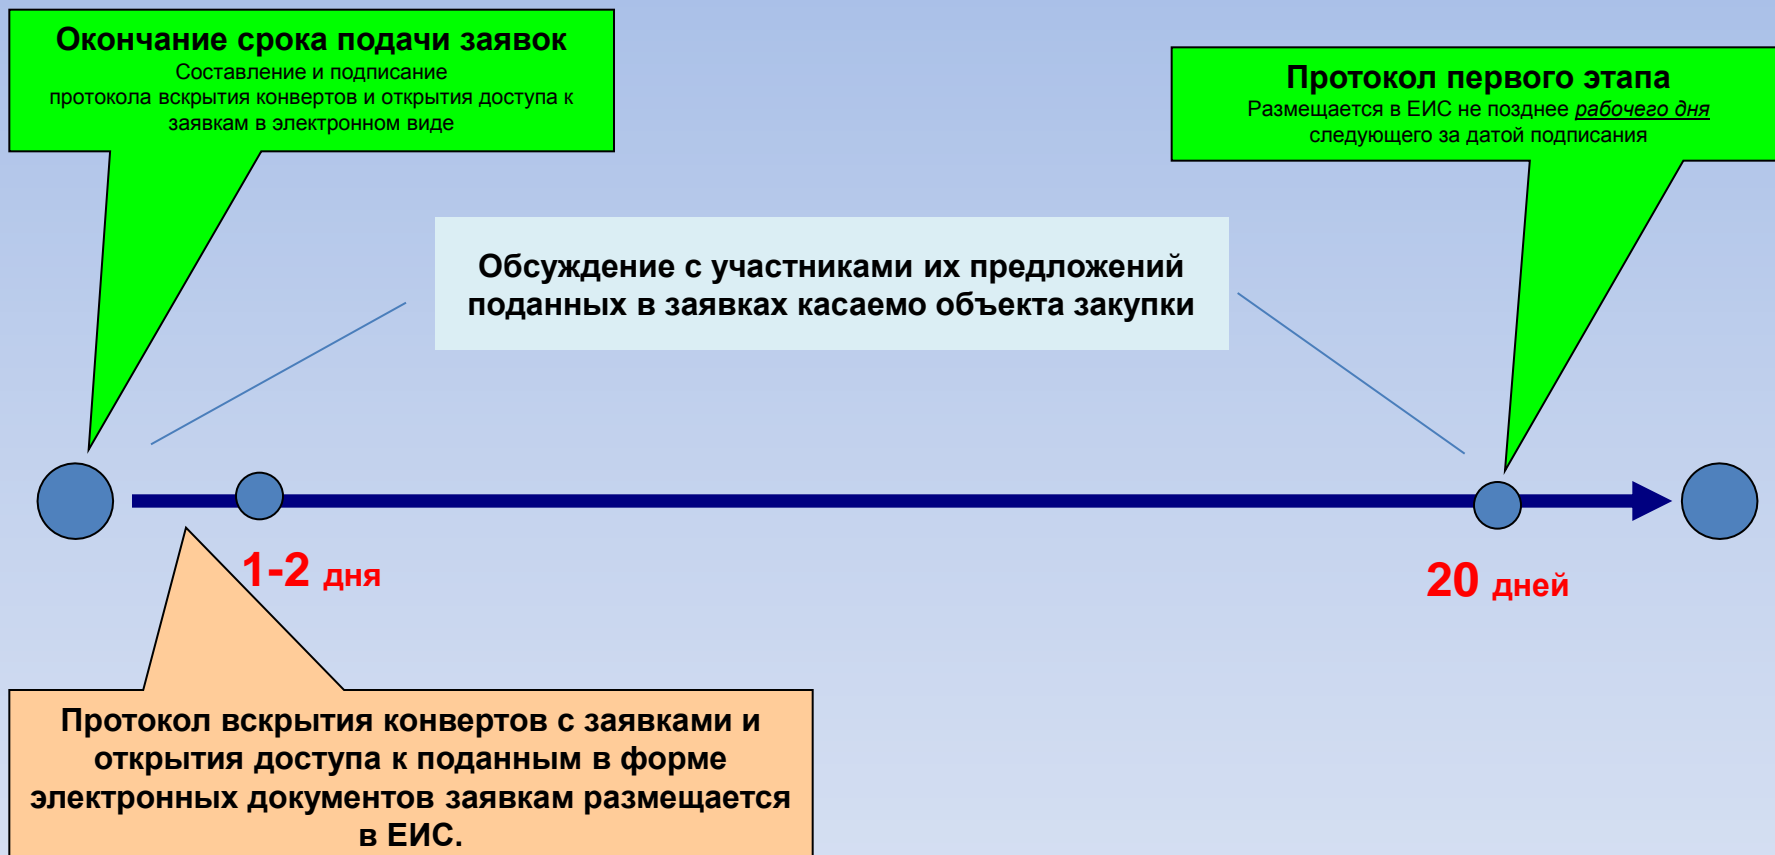 Окончание срока подачи заявок
Составление и подписание
протокола вскрытия конвертов и открытия доступа к
заявкам в электронном виде
Протокол первого этапа
Размещается в ЕИС не позднее рабочего дня
следующего за датой подписания
Обсуждение с участниками их предложений
поданных в заявках касаемо объекта закупки
1-2 дня
20 дней
Протокол вскрытия конвертов с заявками и
открытия доступа к поданным в форме
электронных документов заявкам размещается
в ЕИС.